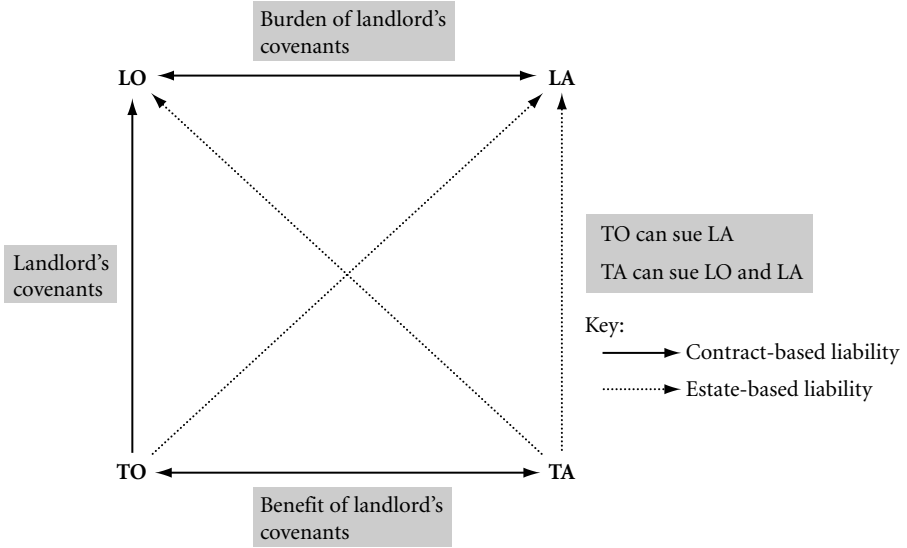 Burden of landlord’s
covenants
LO
LA
Landlord’s
covenants
TO can sue LA
TA can sue LO and LA
Key:
Contract-based liability
Estate-based liability
TO
TA
Benefit of landlord’s
covenants